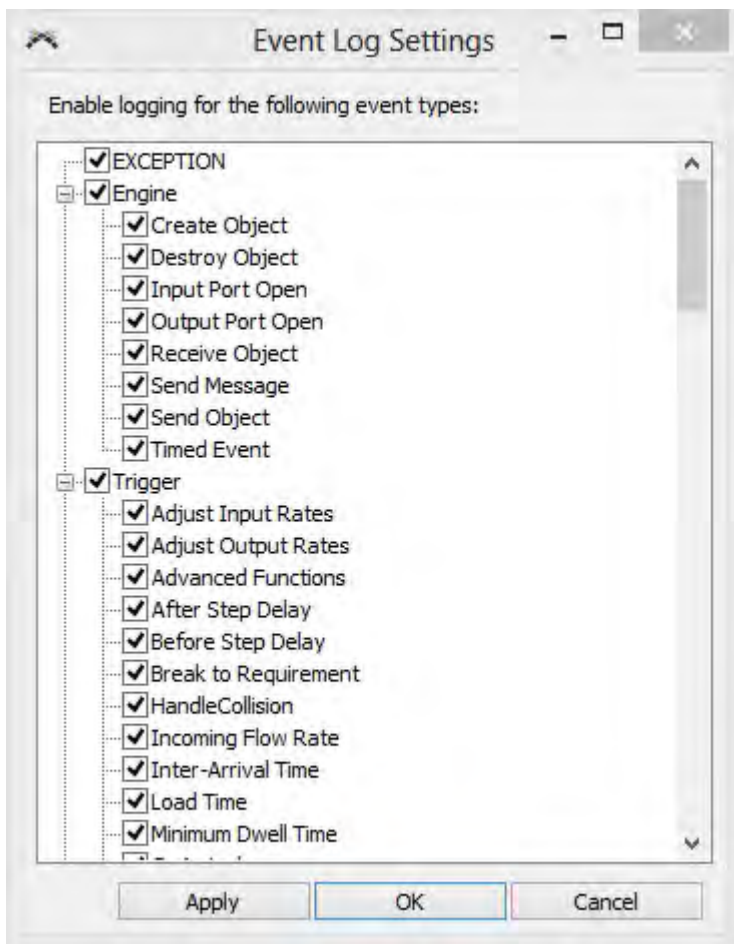 Event Log Settings
Enable logging for the following event types:
EXCEPTION
Engine
Create Object
Destroy Object
Input Port Open
Output Port Open
Receive Object
Send Message
Send Object
Timed Event
Trigger
Adjust Input Rates
Adjust Output Rates
Advanced Functions
After Step Delay
Before Step Delay
Break to Requirement
HandleCollision
Incoming Flow Rate
Inter-Arrival Time
Load Time
Minimum Dwell Time
Apply OK Cancel